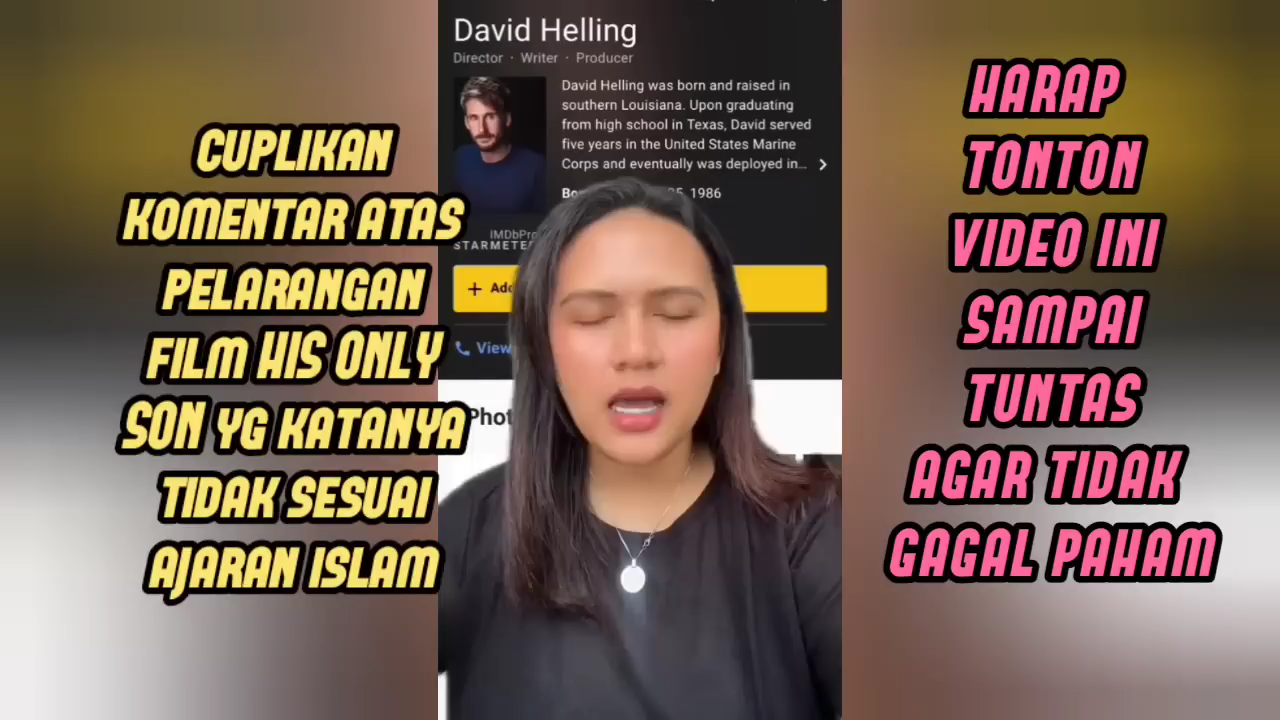 CUPLIKAN
KOMENTAR ATAS
PELARANGAN
FILM HIS ONLY
SON YG KATANYA
TIDAK SESUAI
AJARAN ISLAM
David Helling
Director · Writer · Producer
David Helling was born and raised in
southern Louisiana. Upon graduating
from high school in Texas, David served
five years in the United States Marine
Corps and eventually was deployed in...
1986
IMDbPro
+ Add
View
HARAP
TONTON
VIDEO INI
SAMPAI
TUNTAS
AGAR TIDAK
GAGAL PAHAM